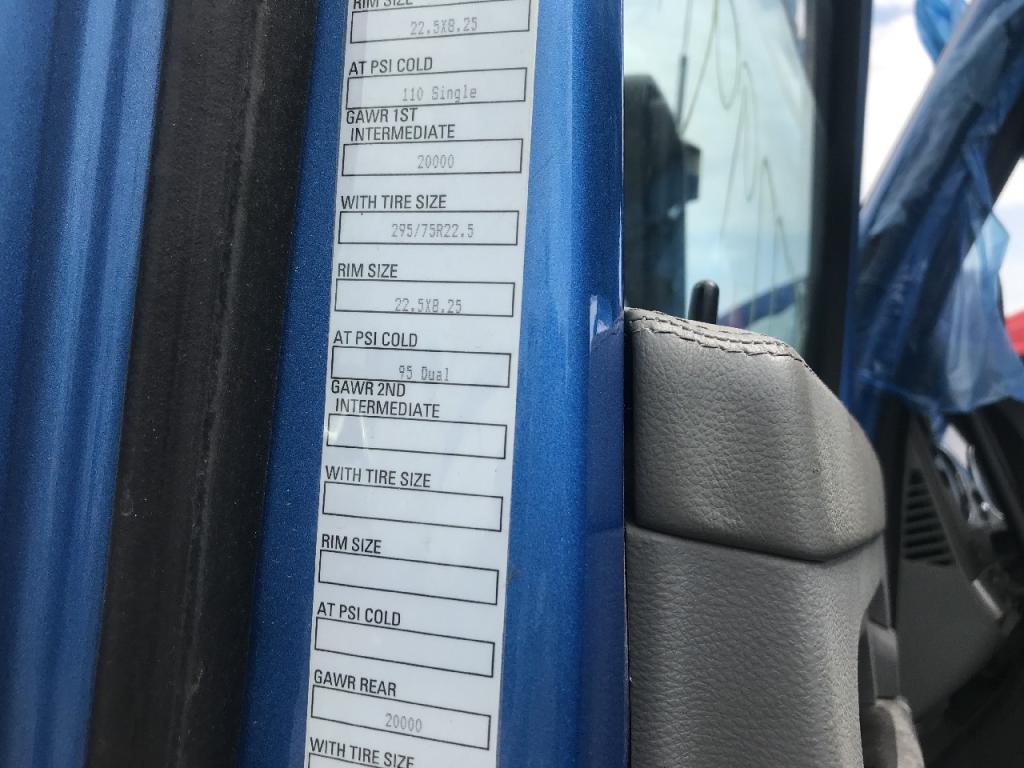 RIM SIZE
22.5X8.25
AT PSI COLD
110 Single
GAWR 1ST
INTERMEDIATE
20000
WITH TIRE SIZE
295/75R22.5
RIM SIZE
22.5X8.25
AT PSI COLD
95 Dual
GAWR 2ND
INTERMEDIATE
WITH TIRE SIZE
RIM SIZE
AT PSI COLD
GAWR REAR
20000
WITH TIRE SIZE